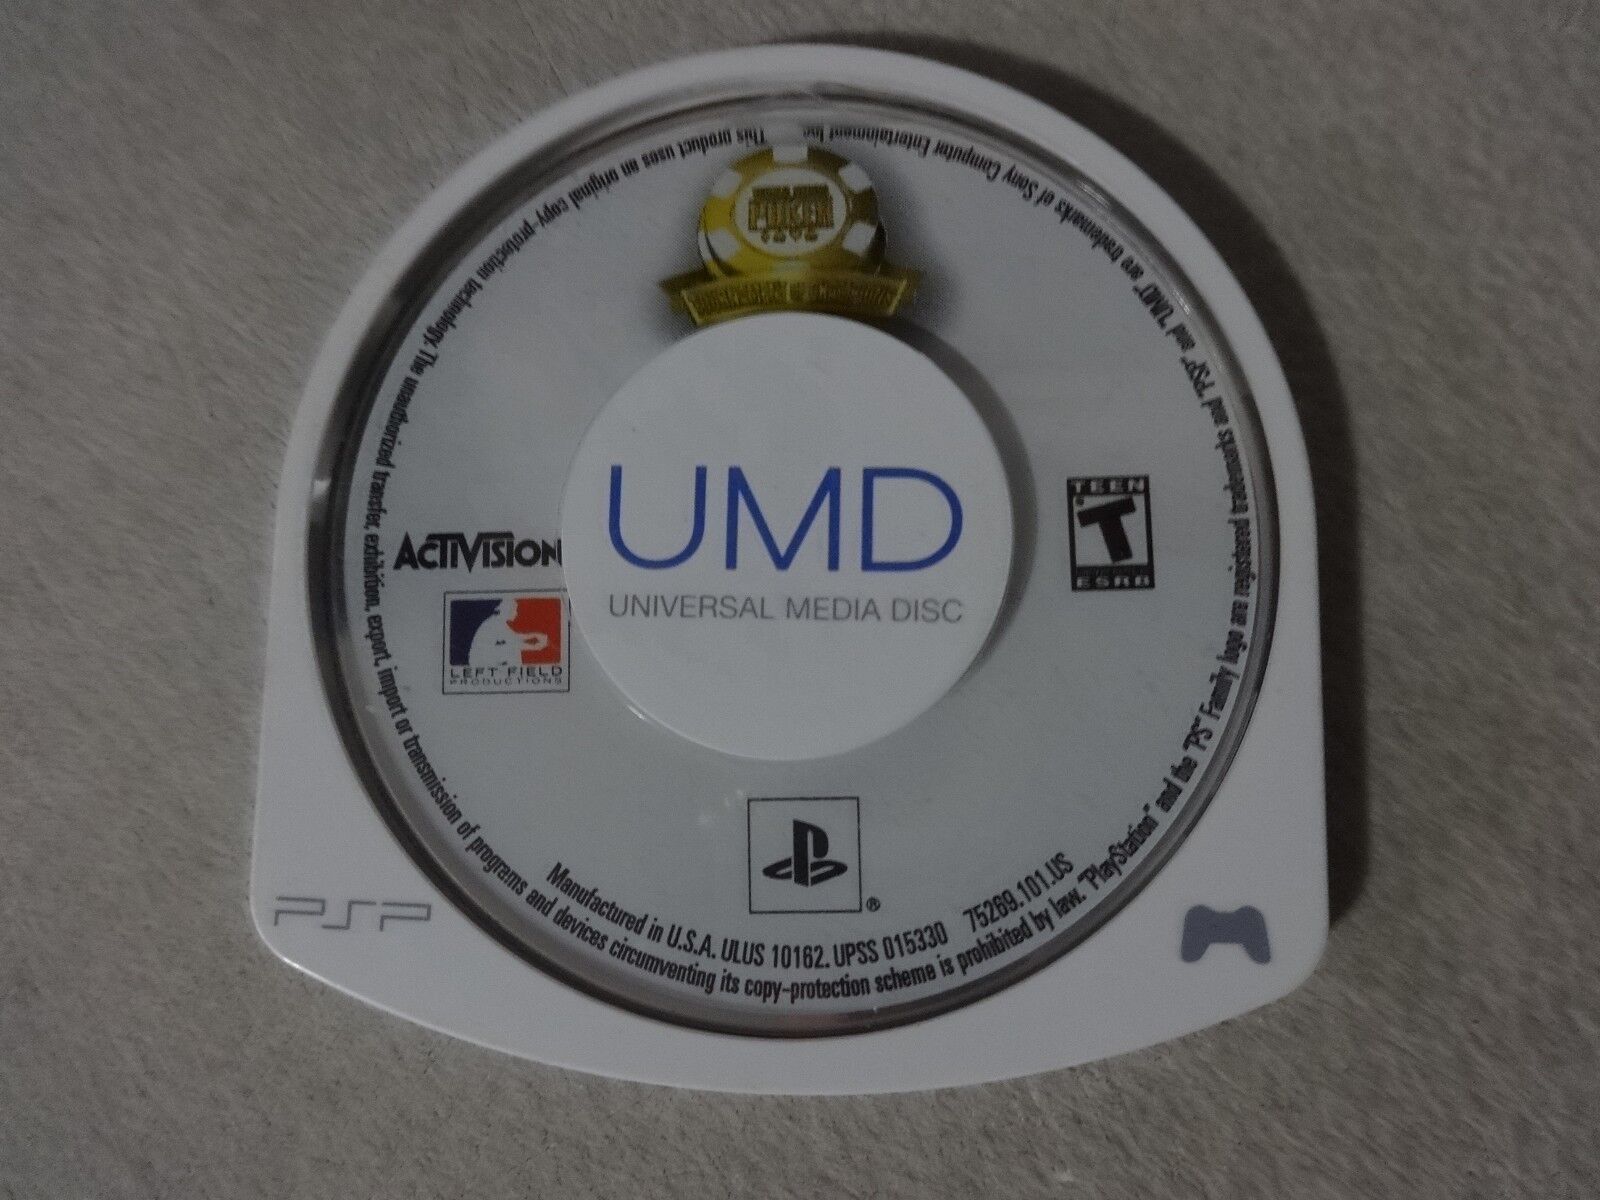 POKER
UMD
UNIVERSAL MEDIA DISC
ACTIVISION
LEFT FIELD
PRODUCTIONS
TEEN
T
ESRB
PSP
®
Manufactured in U.S.A. ULUS 10162. UPSS 015330 75269.101.US
"PlayStation" and the "PS" Family logo are registered trademarks and "PSP" and "UMD" are trademarks of Sony Computer Entertainment Inc. This product uses an original copy-protection technology. The unauthorized transfer, exhibition, export, import or transmission of programs and devices circumventing its copy-protection scheme is prohibited by law.